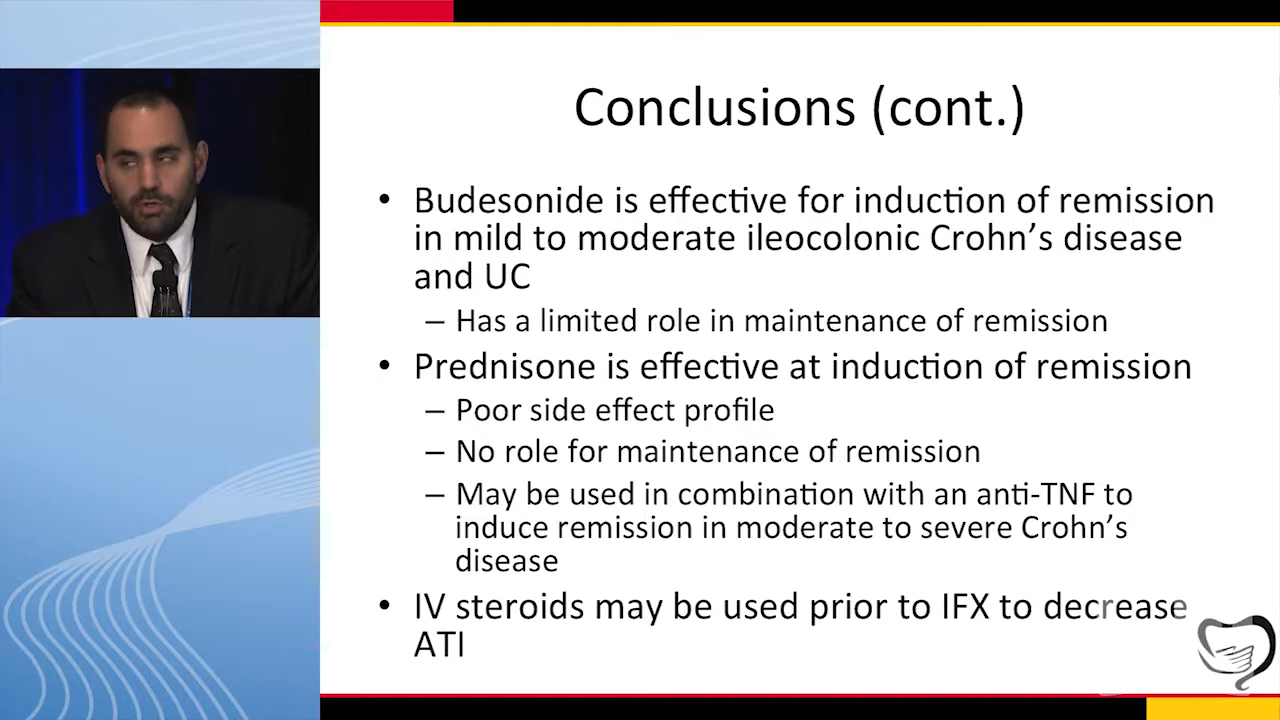 Conclusions (cont.)
• Budesonide is effective for induction of remission
in mild to moderate ileocolonic Crohn's disease
and UC
– Has a limited role in maintenance of remission
• Prednisone is effective at induction of remission
– Poor side effect profile
– No role for maintenance of remission
– May be used in combination with an anti-TNF to
induce remission in moderate to severe Crohn's
disease
• IV steroids may be used prior to IFX to decrease
ATI